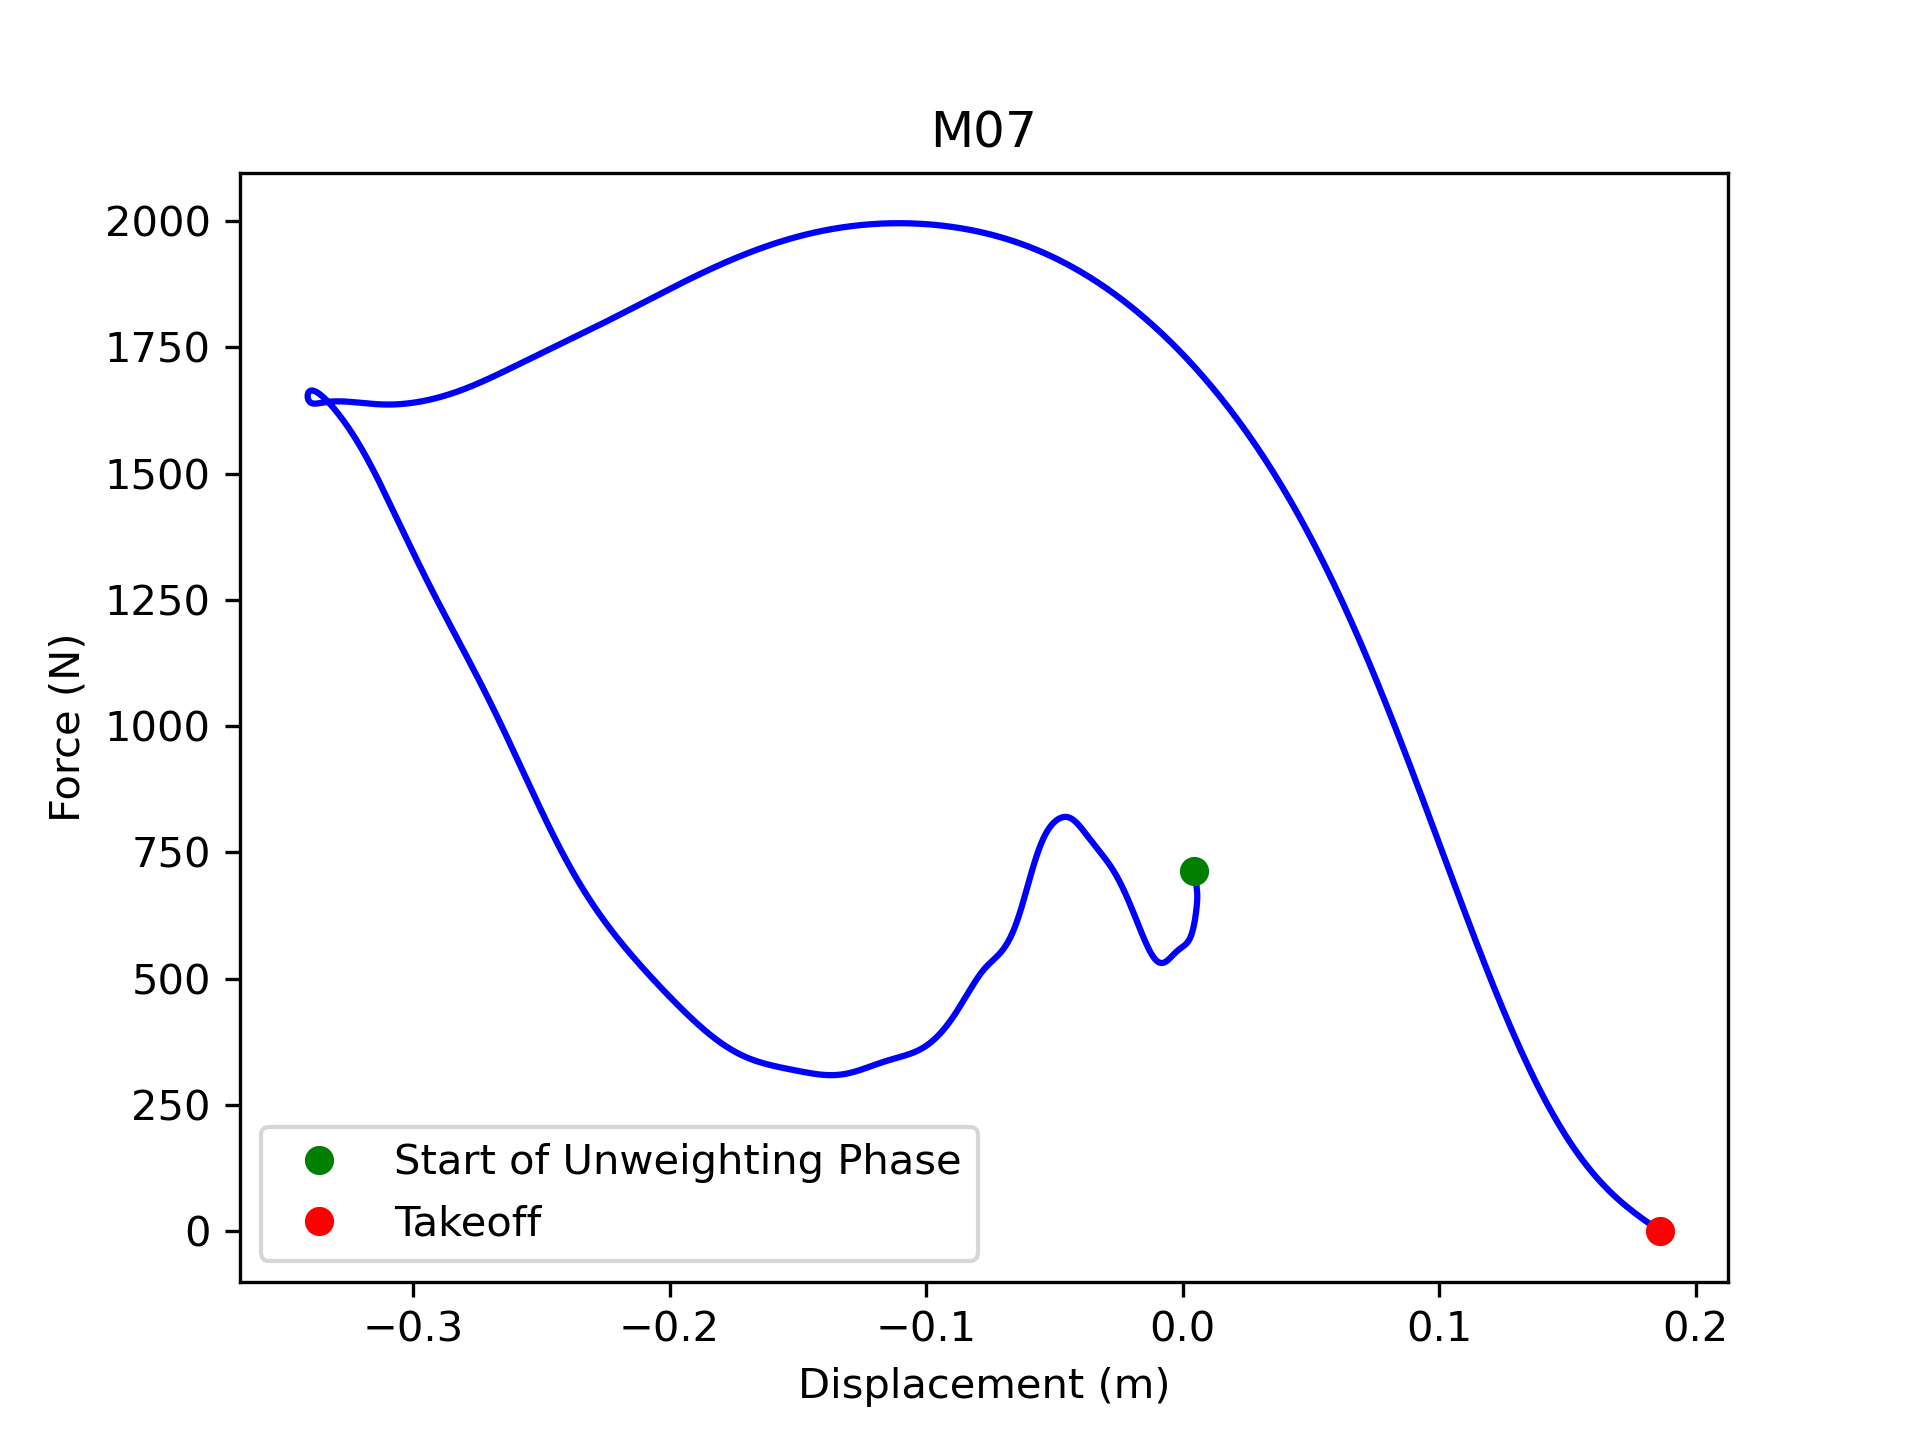 M07
2000
1750
1500
1250
1000
750
500
250
0
Force (N)
Start of Unweighting Phase
Takeoff
−0.3 −0.2 −0.1 0.0 0.1 0.2
Displacement (m)